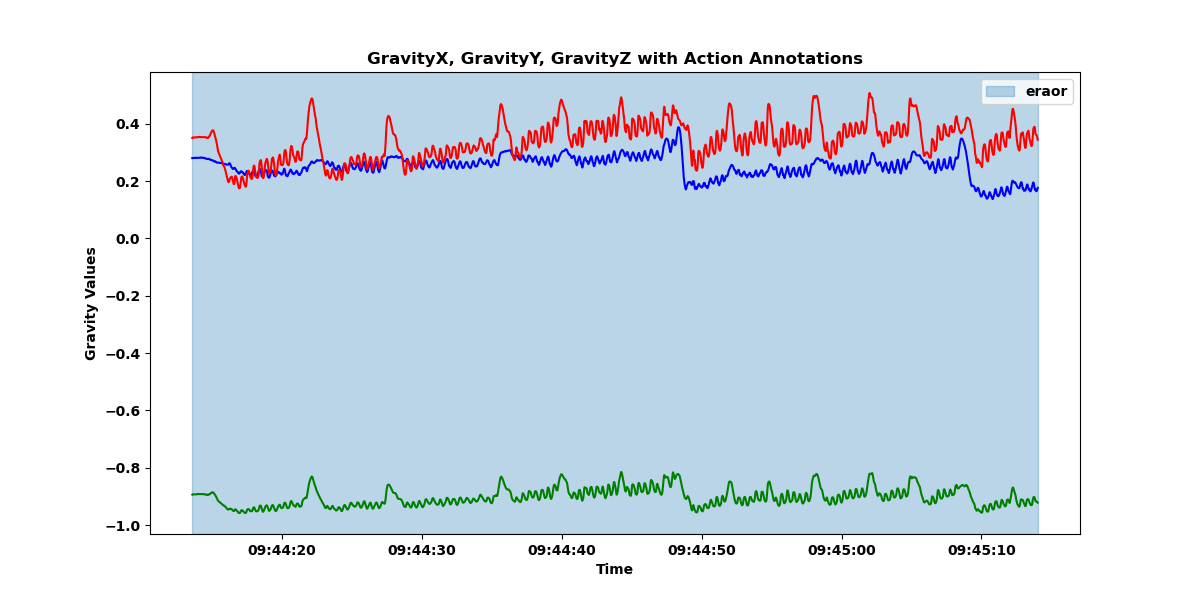 GravityX, GravityY, GravityZ with Action Annotations
eraor
Gravity Values
0.4
0.2
0.0
−0.2
−0.4
−0.6
−0.8
−1.0
09:44:20 09:44:30 09:44:40 09:44:50 09:45:00 09:45:10
Time